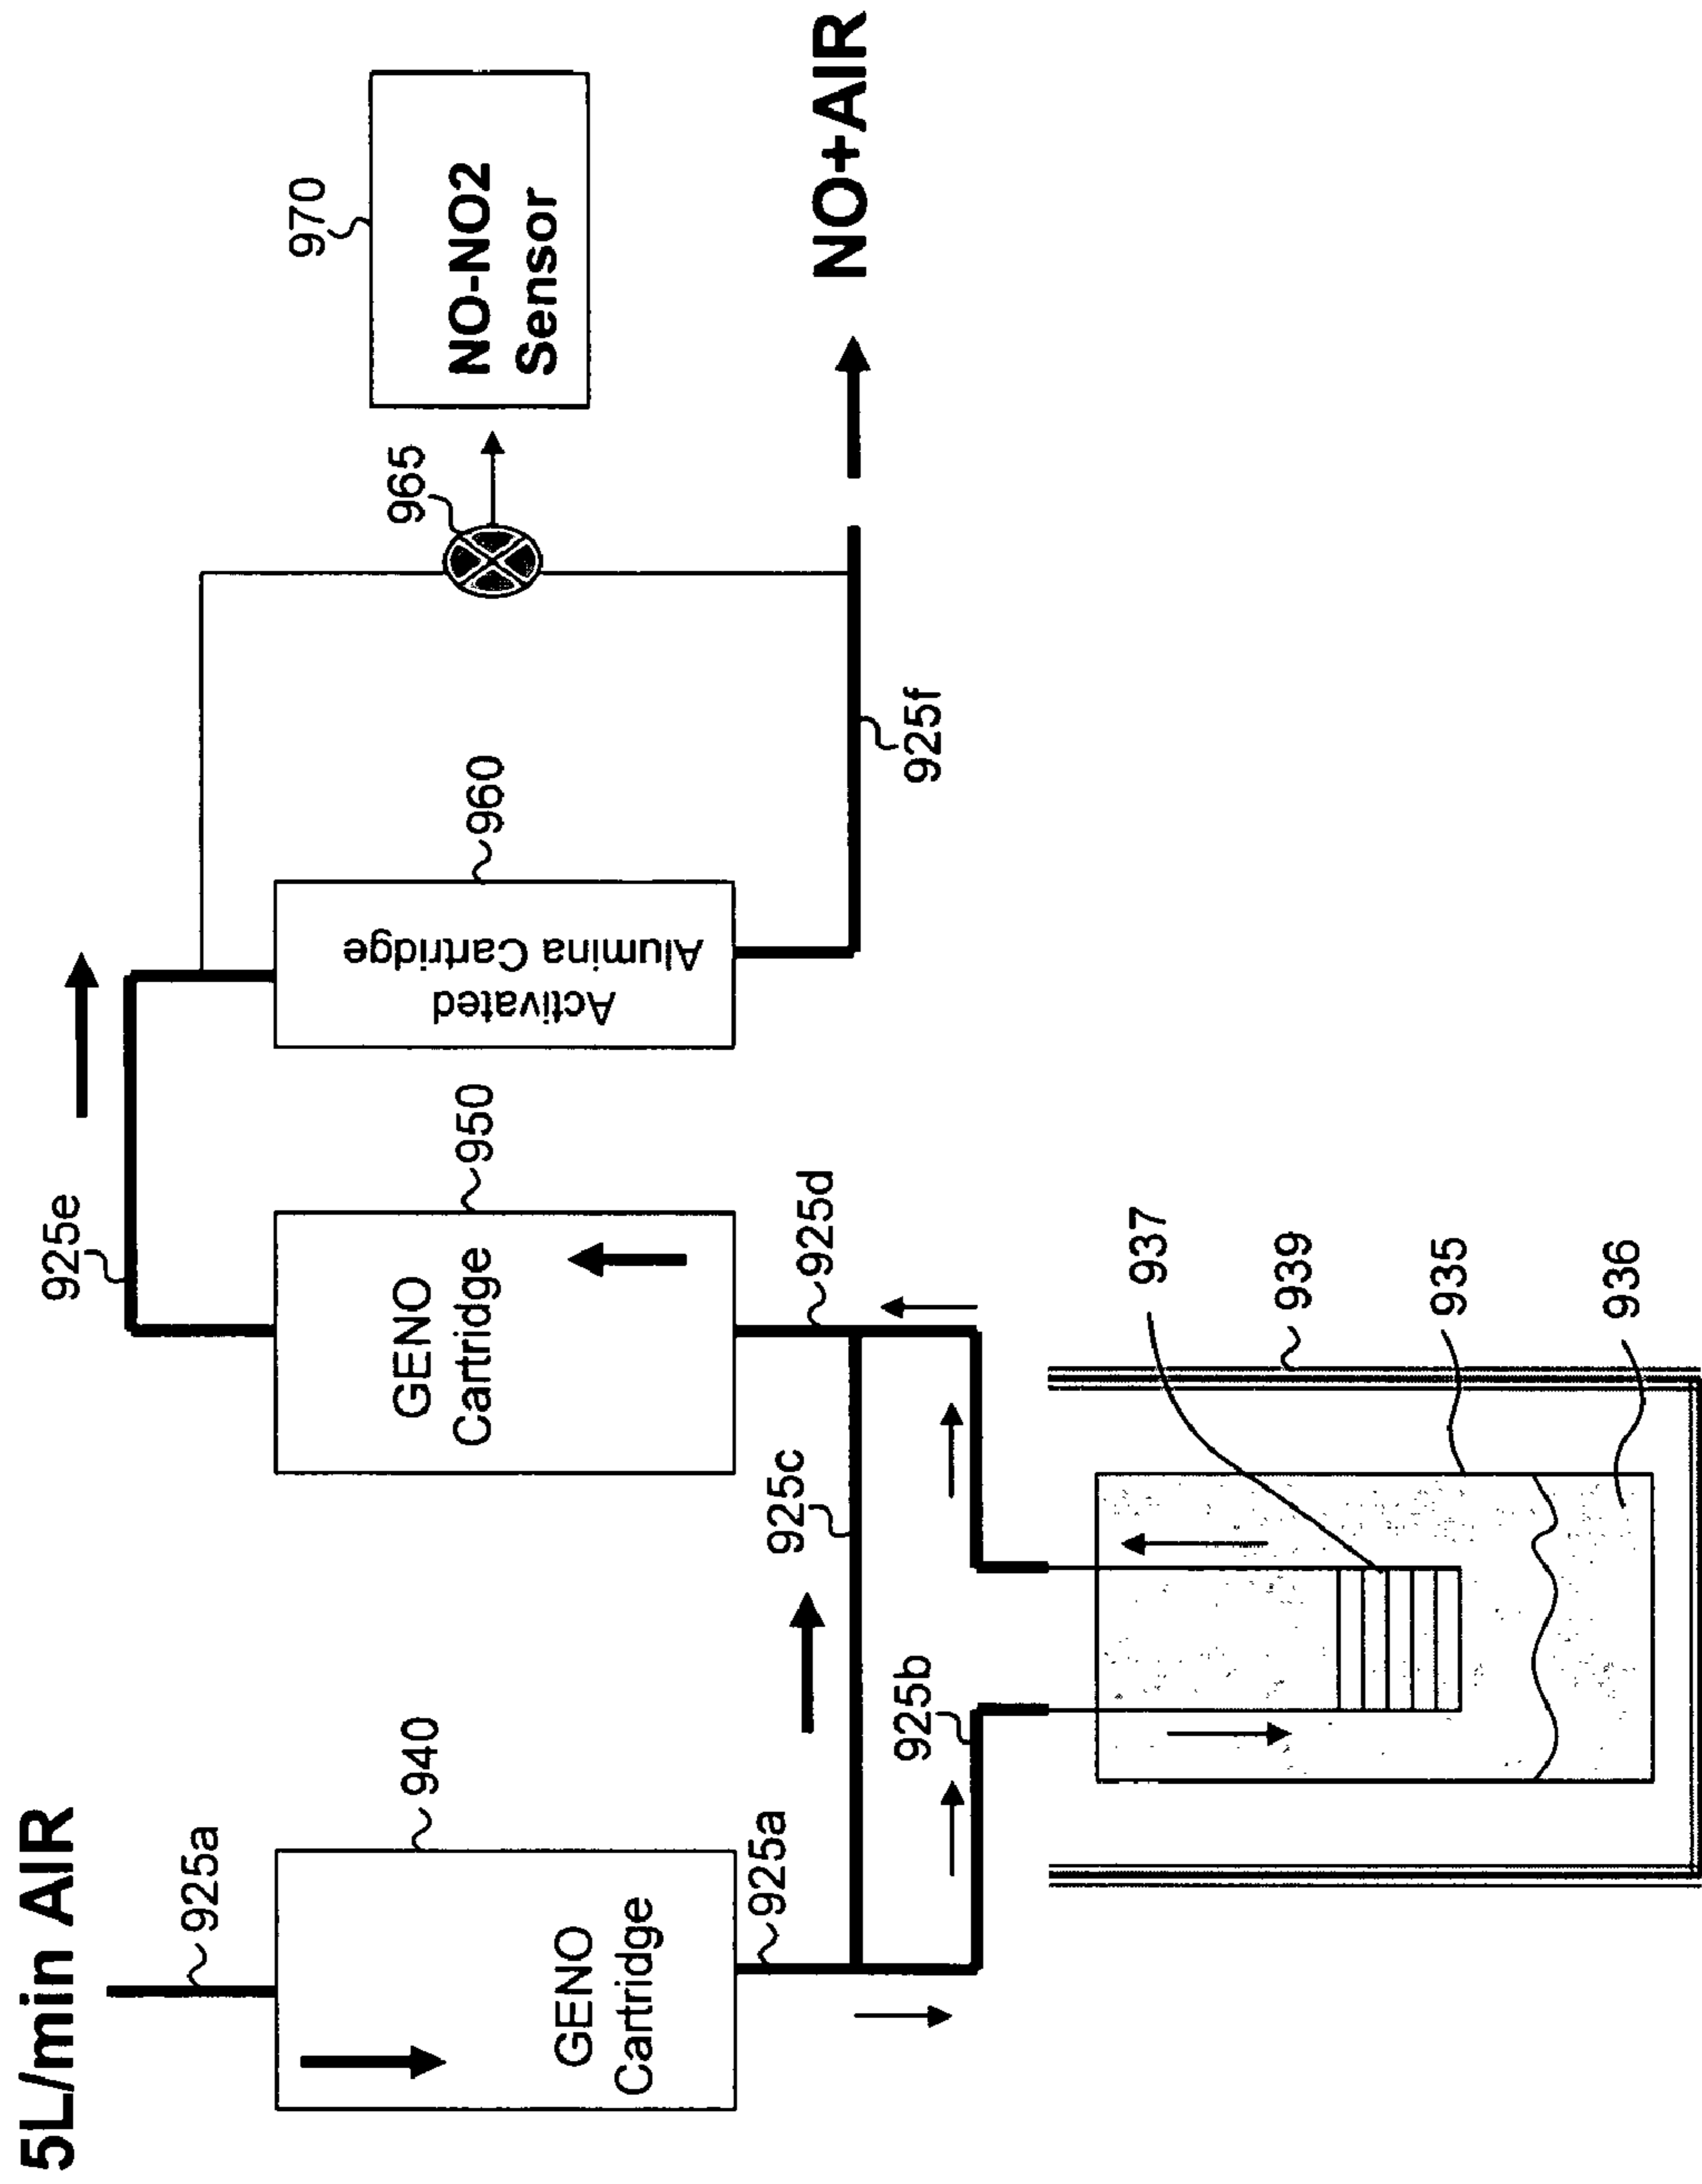 5L/min AIR
925a
940
GENO
Cartridge
925a
925b
925c
925d
GENO
Cartridge
950
925e
Activated
Alumina Cartridge
960
925f
965
970
NO-NO2
Sensor
NO+AIR
937
939
935
936